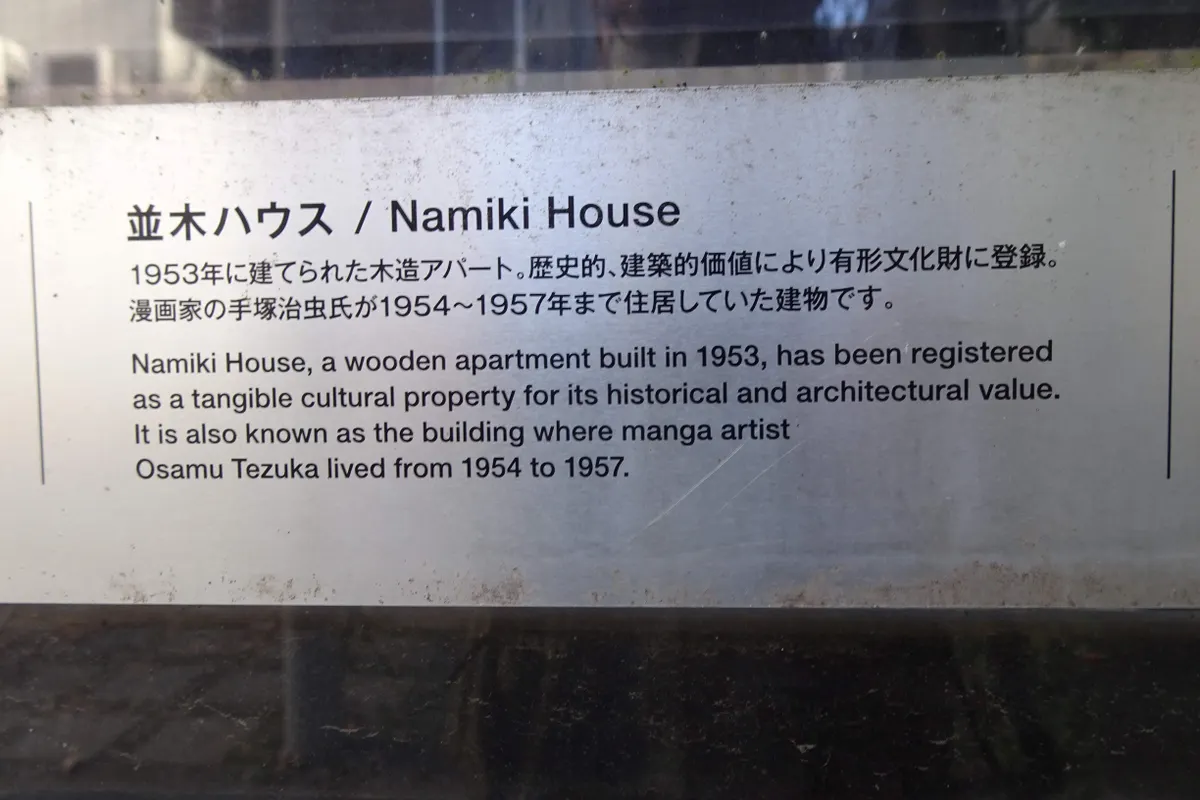 並木ハウス / Namiki House
1953年に建てられた木造アパート。歴史的、建築的価値により有形文化財に登録。
漫画家の手塚治虫氏が1954〜1957年まで住居していた建物です。
Namiki House, a wooden apartment built in 1953, has been registered
as a tangible cultural property for its historical and architectural value.
It is also known as the building where manga artist
Osamu Tezuka lived from 1954 to 1957.